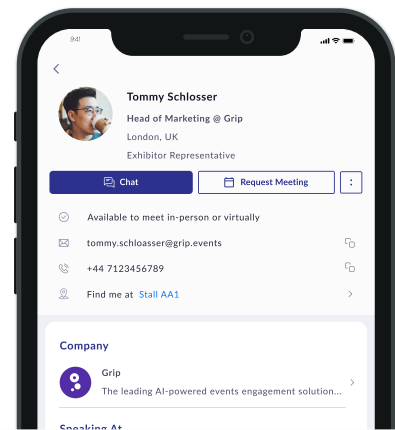 9:41
Tommy Schlosser
Head of Marketing @ Grip
London, UK
Exhibitor Representative
Chat
Request Meeting
Available to meet in-person or virtually
tommy.schloasser@grip.events
+44 7123456789
Find me at Stall AA1
Company
Grip
The leading AI-powered events engagement solution...
Speaking At